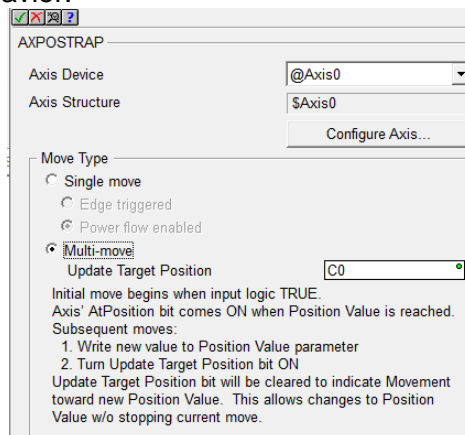 AXPOSTRAP
Axis Device @Axis0
Axis Structure $Axis0
Configure Axis...
Move Type
Single move
Edge triggered
Power flow enabled
Multi-move
Update Target Position C0
Initial move begins when input logic TRUE.
Axis' AtPosition bit comes ON when Position Value is reached.
Subsequent moves:
1. Write new value to Position Value parameter
2. Turn Update Target Position bit ON
Update Target Position bit will be cleared to indicate Movement
toward new Position Value. This allows changes to Position
Value w/o stopping current move.